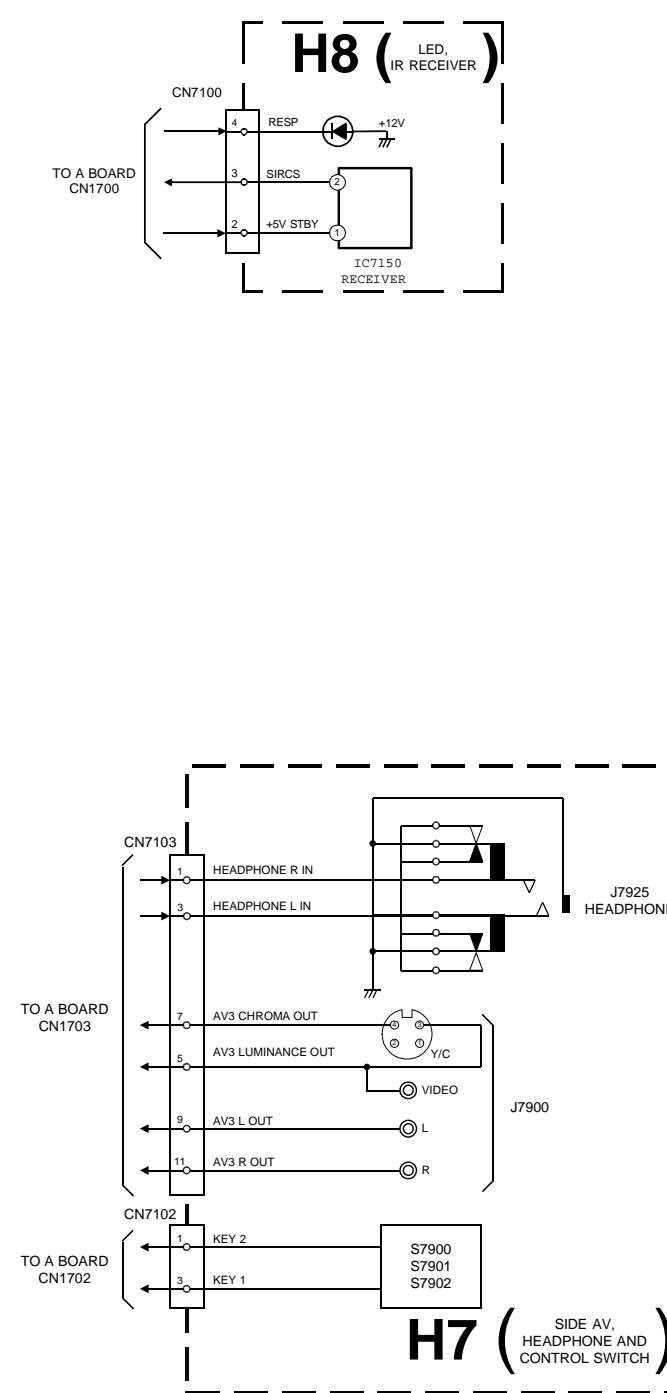 H8 ( LED,
IR RECEIVER )
CN7100
4 RESP +12V
TO A BOARD
CN1700
3 SIRCS 2
2 +5V STBY 1
IC7150
RECEIVER
CN7103
1 HEADPHONE R IN
J7925
HEADPHON
3 HEADPHONE L IN
TO A BOARD
CN1703
7 AV3 CHROMA OUT 4 3
2 1
Y/C
5 AV3 LUMINANCE OUT
VIDEO
J7900
9 AV3 L OUT L
11 AV3 R OUT R
CN7102
1 KEY 2
TO A BOARD
CN1702
3 KEY 1
S7900
S7901
S7902
H7 ( SIDE AV,
HEADPHONE AND
CONTROL SWITCH )